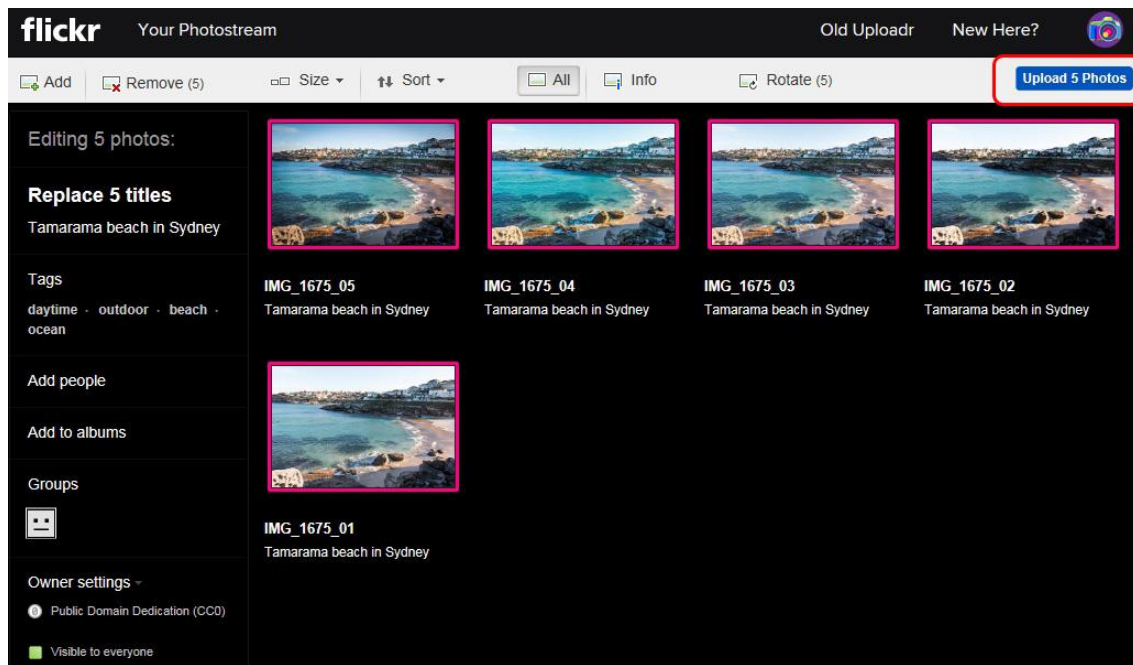 flickr Your Photostream Old Uploadr New Here?
Add Remove (5) Size Sort All Info Rotate (5) Upload 5 Photos
Editing 5 photos:
Replace 5 titles
Tamarama beach in Sydney
Tags
daytime · outdoor · beach ·
ocean
Add people
Add to albums
Groups
Owner settings
Public Domain Dedication (CC0)
Visible to everyone
IMG_1675_05
Tamarama beach in Sydney
IMG_1675_04
Tamarama beach in Sydney
IMG_1675_03
Tamarama beach in Sydney
IMG_1675_02
Tamarama beach in Sydney
IMG_1675_01
Tamarama beach in Sydney